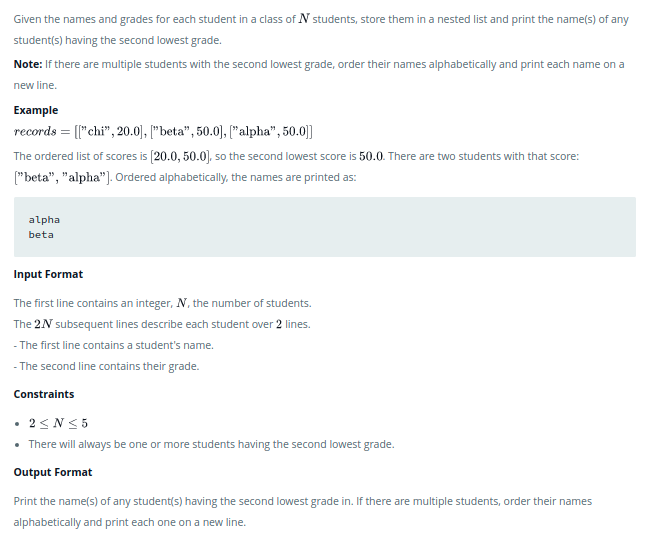 Given the names and grades for each student in a class of N students, store them in a nested list and print the name(s) of any
student(s) having the second lowest grade.
Note: If there are multiple students with the second lowest grade, order their names alphabetically and print each name on a
new line.
Example
records = [["chi", 20.0], ["beta", 50.0], ["alpha", 50.0]]
The ordered list of scores is [20.0, 50.0], so the second lowest score is 50.0. There are two students with that score:
["beta", "alpha"]. Ordered alphabetically, the names are printed as:
alpha
beta
Input Format
The first line contains an integer, N, the number of students.
The 2N subsequent lines describe each student over 2 lines.
- The first line contains a student's name.
- The second line contains their grade.
Constraints
• 2 ≤ N ≤ 5
• There will always be one or more students having the second lowest grade.
Output Format
Print the name(s) of any student(s) having the second lowest grade in. If there are multiple students, order their names
alphabetically and print each one on a new line.